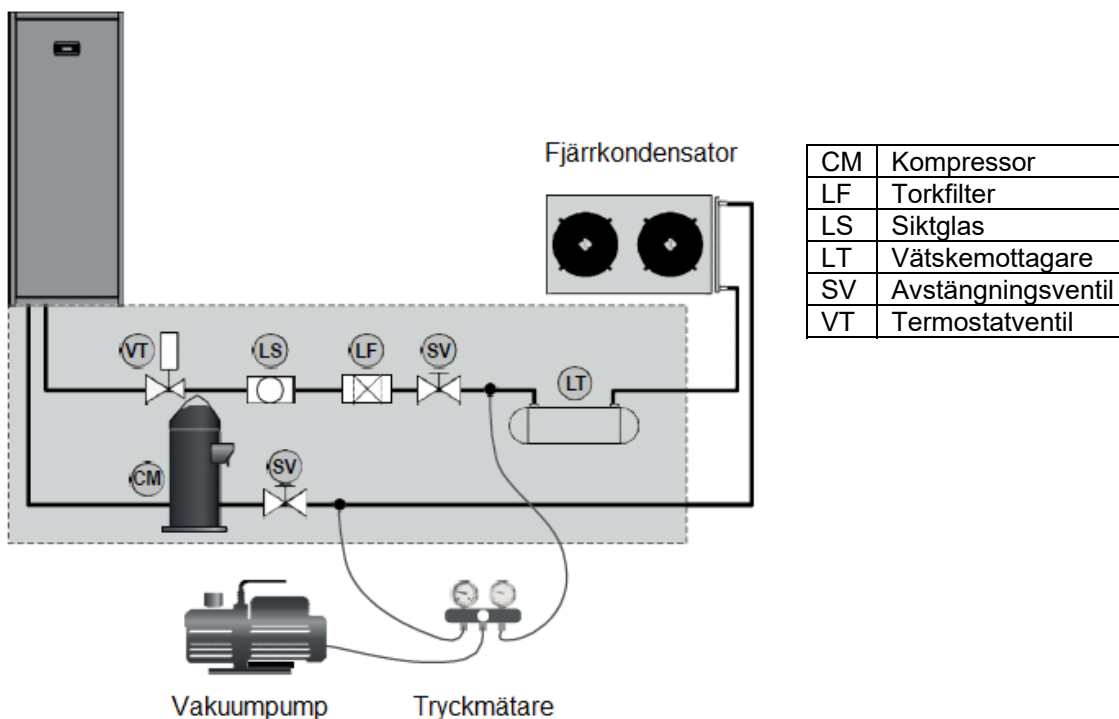 Fjärrkondensator
CM Kompressor
LF Torkfilter
LS Siktglas
LT Vätskemottagare
SV Avstängningsventil
VT Termostatventil
VT LS LF SV LT
CM SV
Vakuumpump Tryckmätare